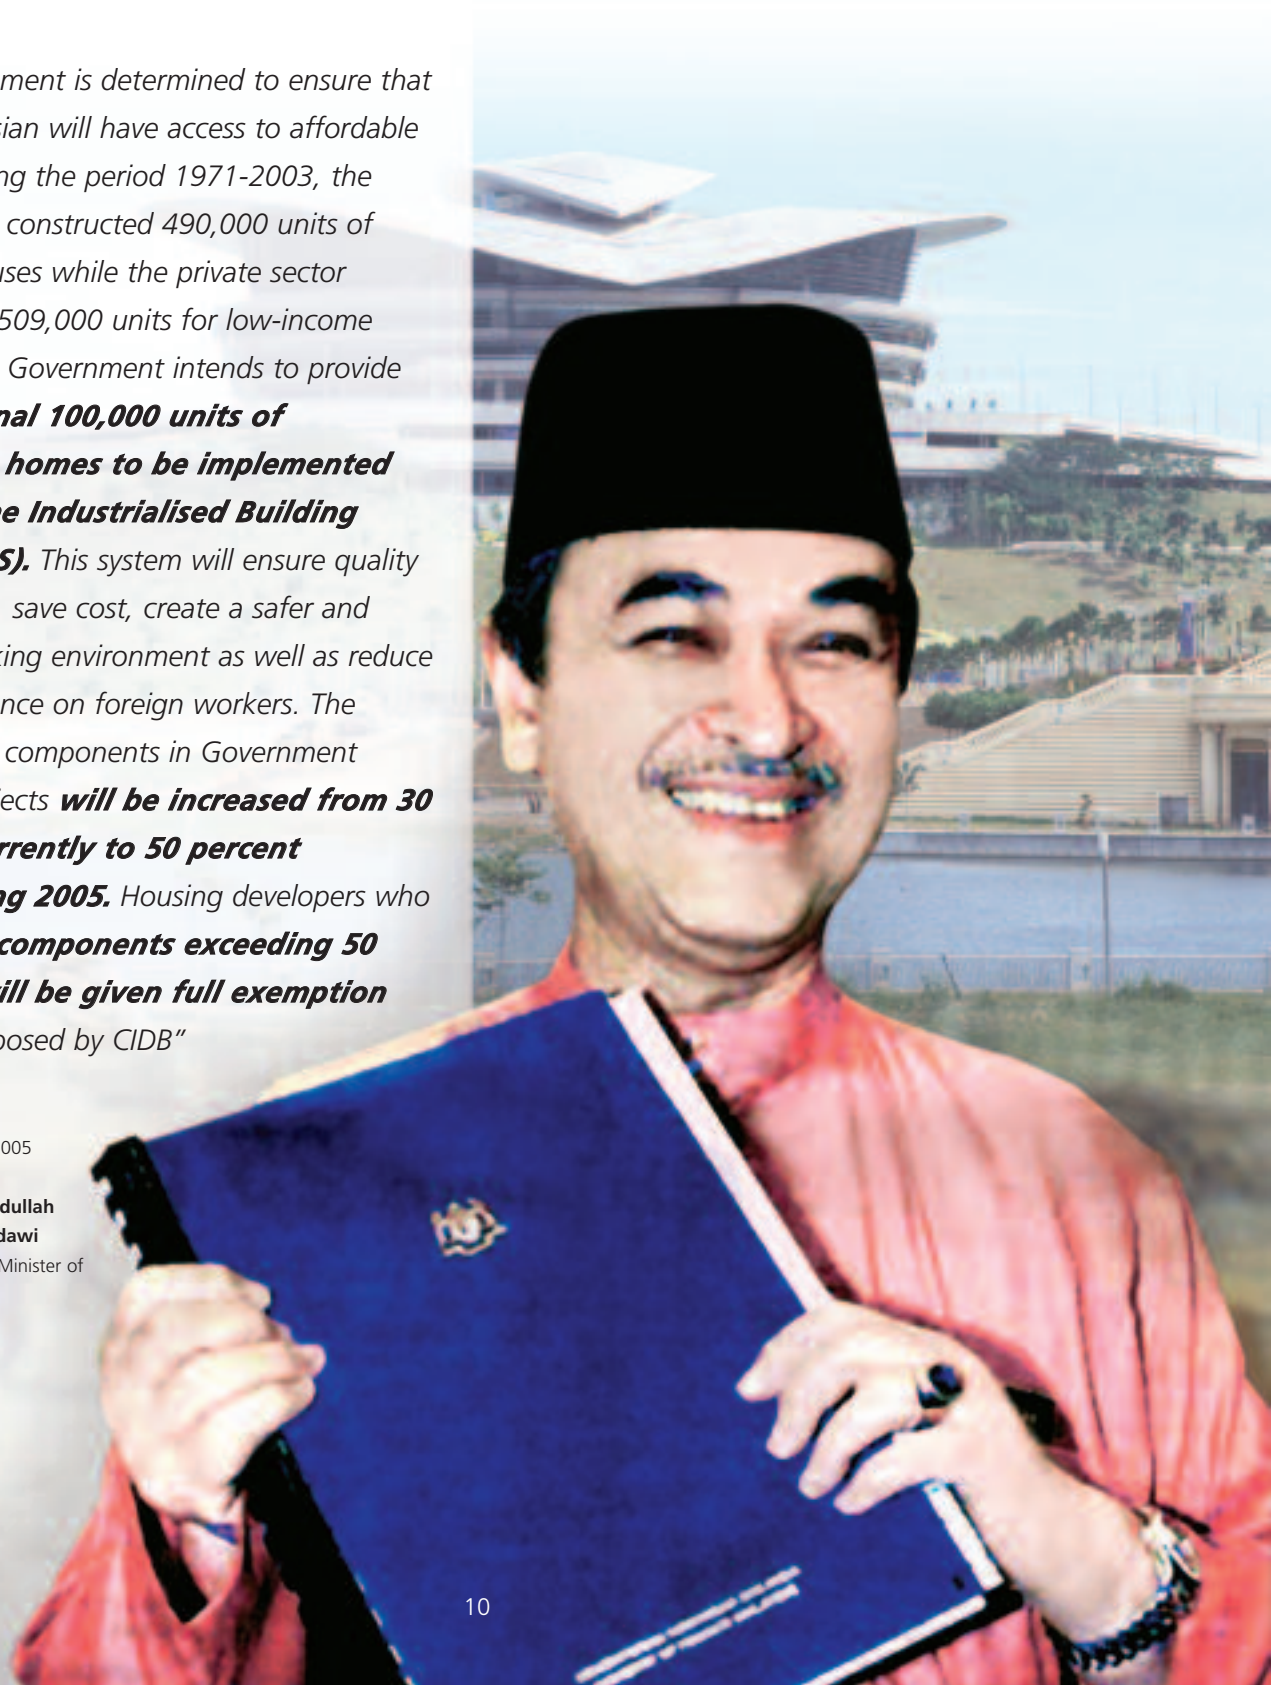 ment is determined to ensure that
sian will have access to affordable
ng the period 1971-2003, the
constructed 490,000 units of
uses while the private sector
509,000 units for low-income
Government intends to provide
nal 100,000 units of
homes to be implemented
e Industrialised Building
S). This system will ensure quality
save cost, create a safer and
king environment as well as reduce
nce on foreign workers. The
components in Government
ects will be increased from 30
rrently to 50 percent
ng 2005. Housing developers who
components exceeding 50
ill be given full exemption
posed by CIDB”
005
dullah
dawi
Minister of
10